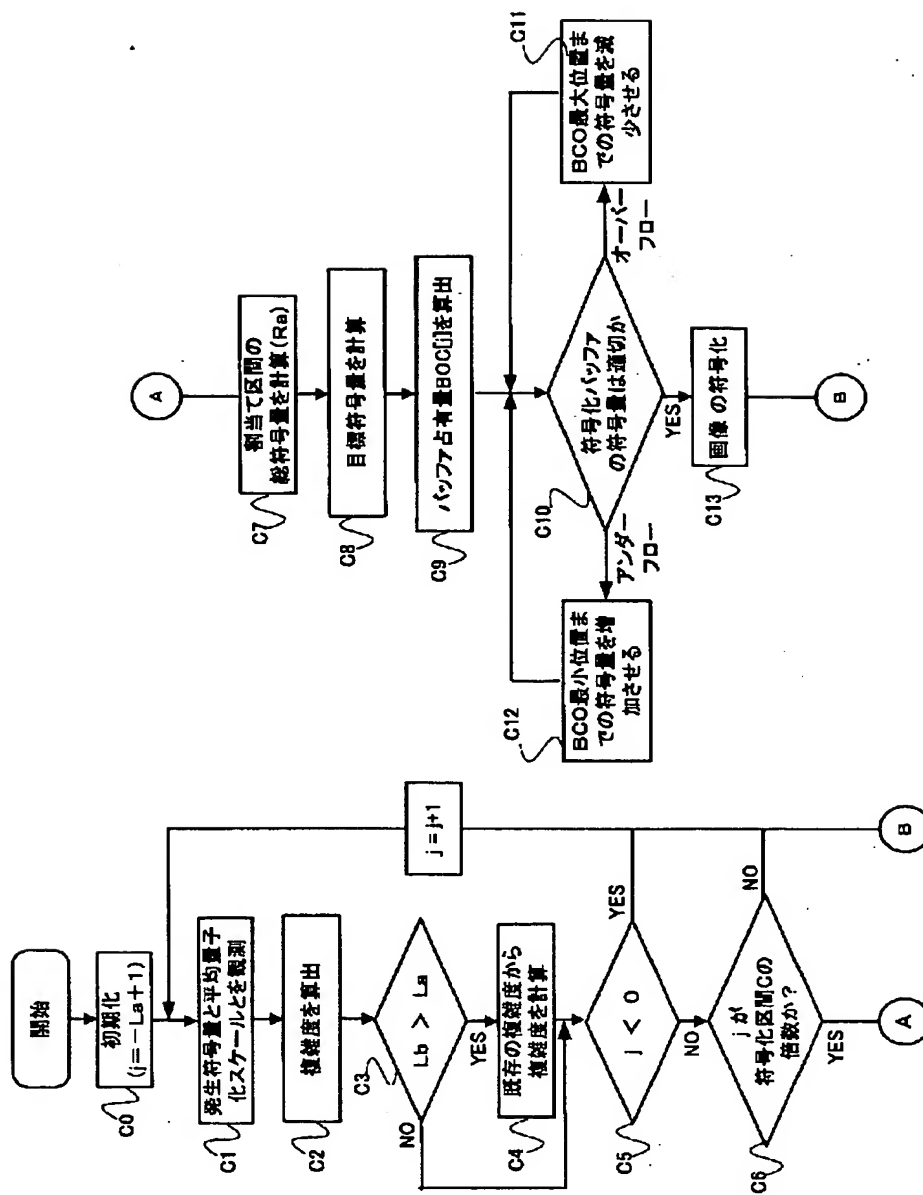 開始
初期化
(j=-La+1)
C0
発生符号量と平均量子
化スケールとを観測
C1
複雑度を算出
C2
Lb > La
C3
NO
YES
既存の複雑度から
複雑度を計算
C4
j < 0
C5
YES
NO
j = j+1
jが
符号化区間Cの
倍数か?
C6
NO
YES
A
B
A
割当て区間の
総符号量を計算(Ra)
C7
目標符号量を計算
C8
バッファ占有量BOC[j]を算出
C9
符号化バッファ
の符号量は適切か
C10
アンダー
フロー
オーバー
フロー
YES
BCO最大位置ま
での符号量を減
少させる
C11
BCO最小位置ま
での符号量を増
加させる
C12
画像の符号化
C13
B